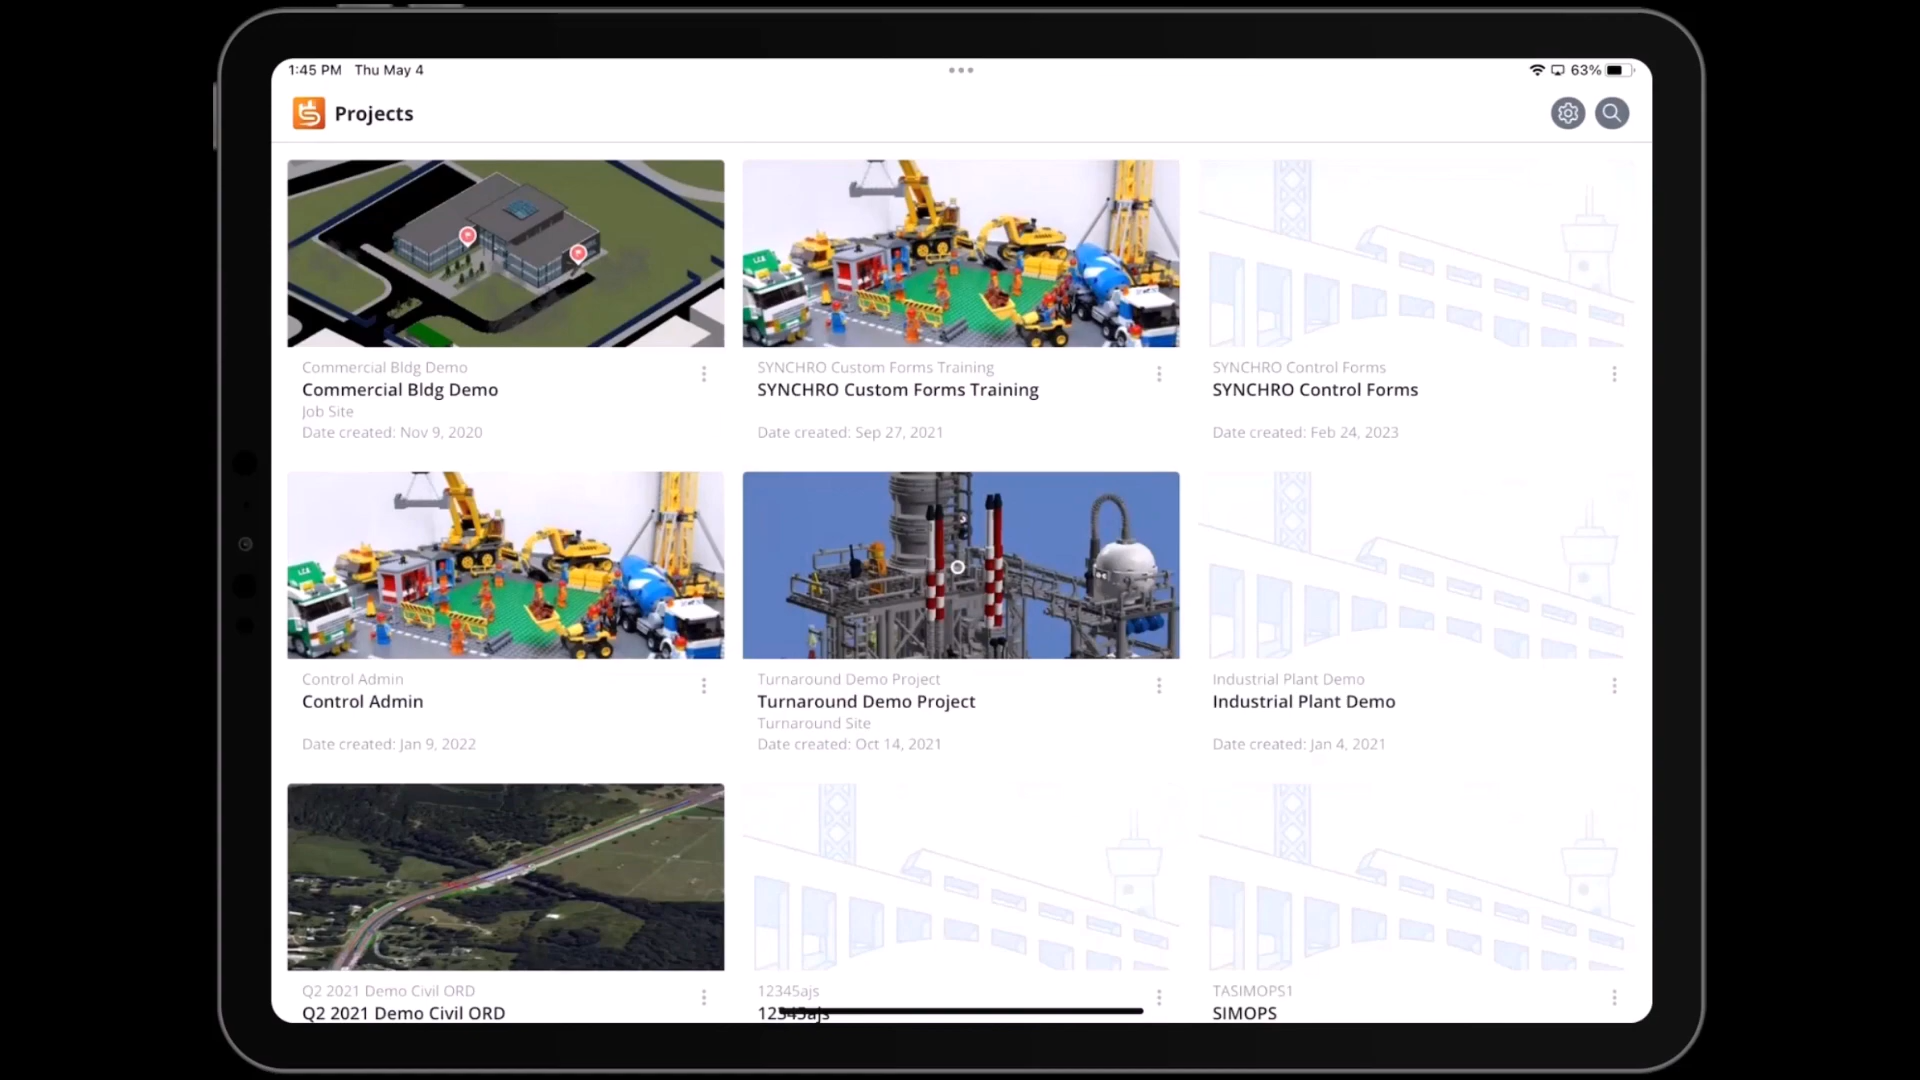 1:45 PM Thu May 4
63%
Projects
Commercial Bldg Demo
Commercial Bldg Demo
Job Site
Date created: Nov 9, 2020
SYNCHRO Custom Forms Training
SYNCHRO Custom Forms Training
Date created: Sep 27, 2021
SYNCHRO Control Forms
SYNCHRO Control Forms
Date created: Feb 24, 2023
Control Admin
Control Admin
Date created: Jan 9, 2022
Turnaround Demo Project
Turnaround Demo Project
Turnaround Site
Date created: Oct 14, 2021
Industrial Plant Demo
Industrial Plant Demo
Date created: Jan 4, 2021
Q2 2021 Demo Civil ORD
Q2 2021 Demo Civil ORD
12345ajs
12345ajs
TASIMOPS1
SIMOPS